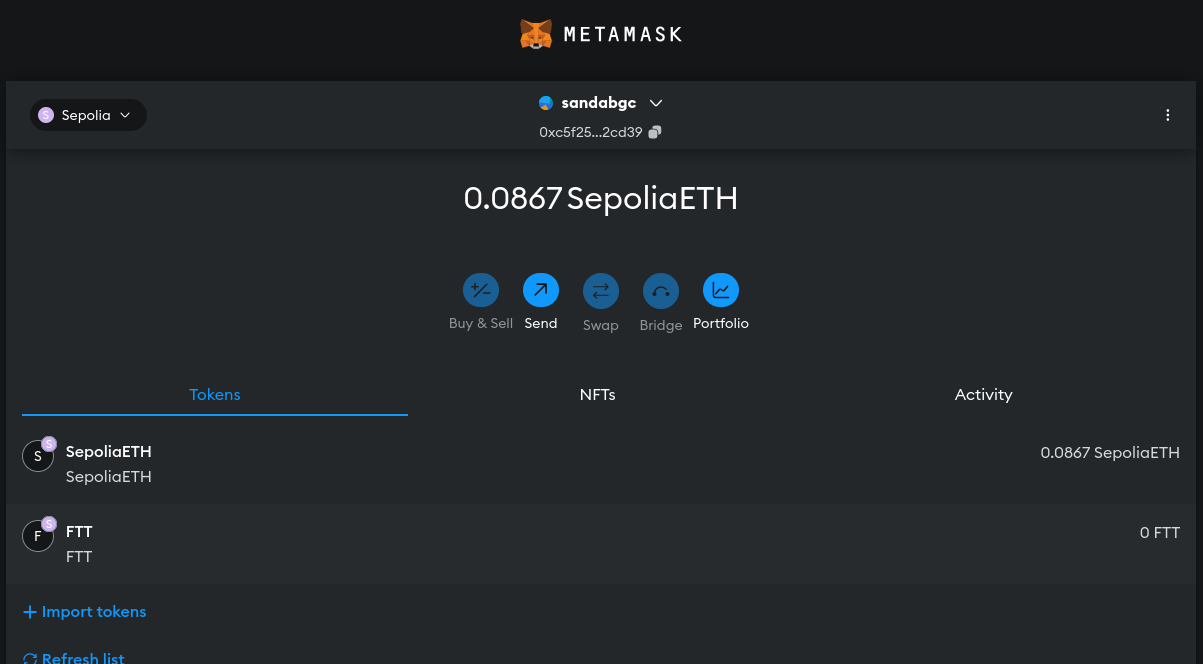 METAMASK
S Sepolia
sandabgc
0xc5f25...2cd39
0.0867 SepoliaETH
Buy & Sell Send Swap Bridge Portfolio
Tokens NFTs Activity
S
S SepoliaETH 0.0867 SepoliaETH
SepoliaETH
S
F FTT 0 FTT
FTT
Import tokens
Refresh list